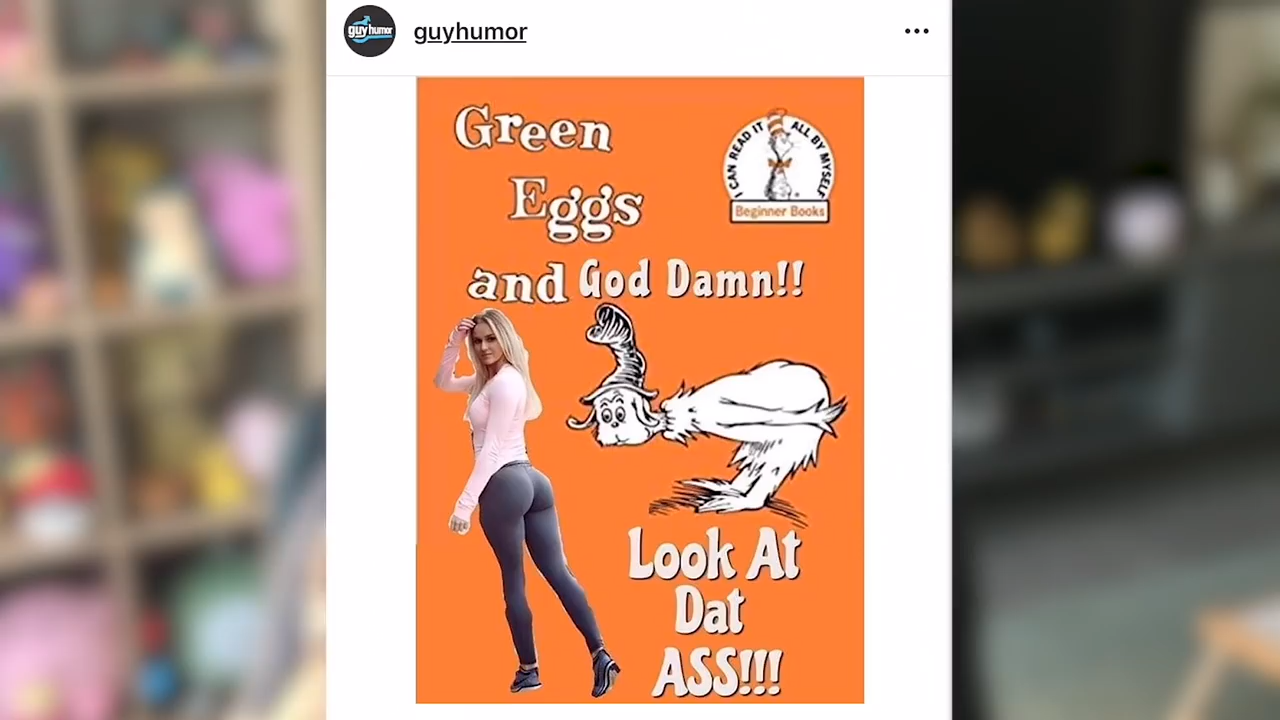 guyhumor
guyhumor
Green
Eggs
and God Damn!!
I CAN READ IT ALL BY MYSELF
Beginner Books
Look At
Dat
ASS!!!